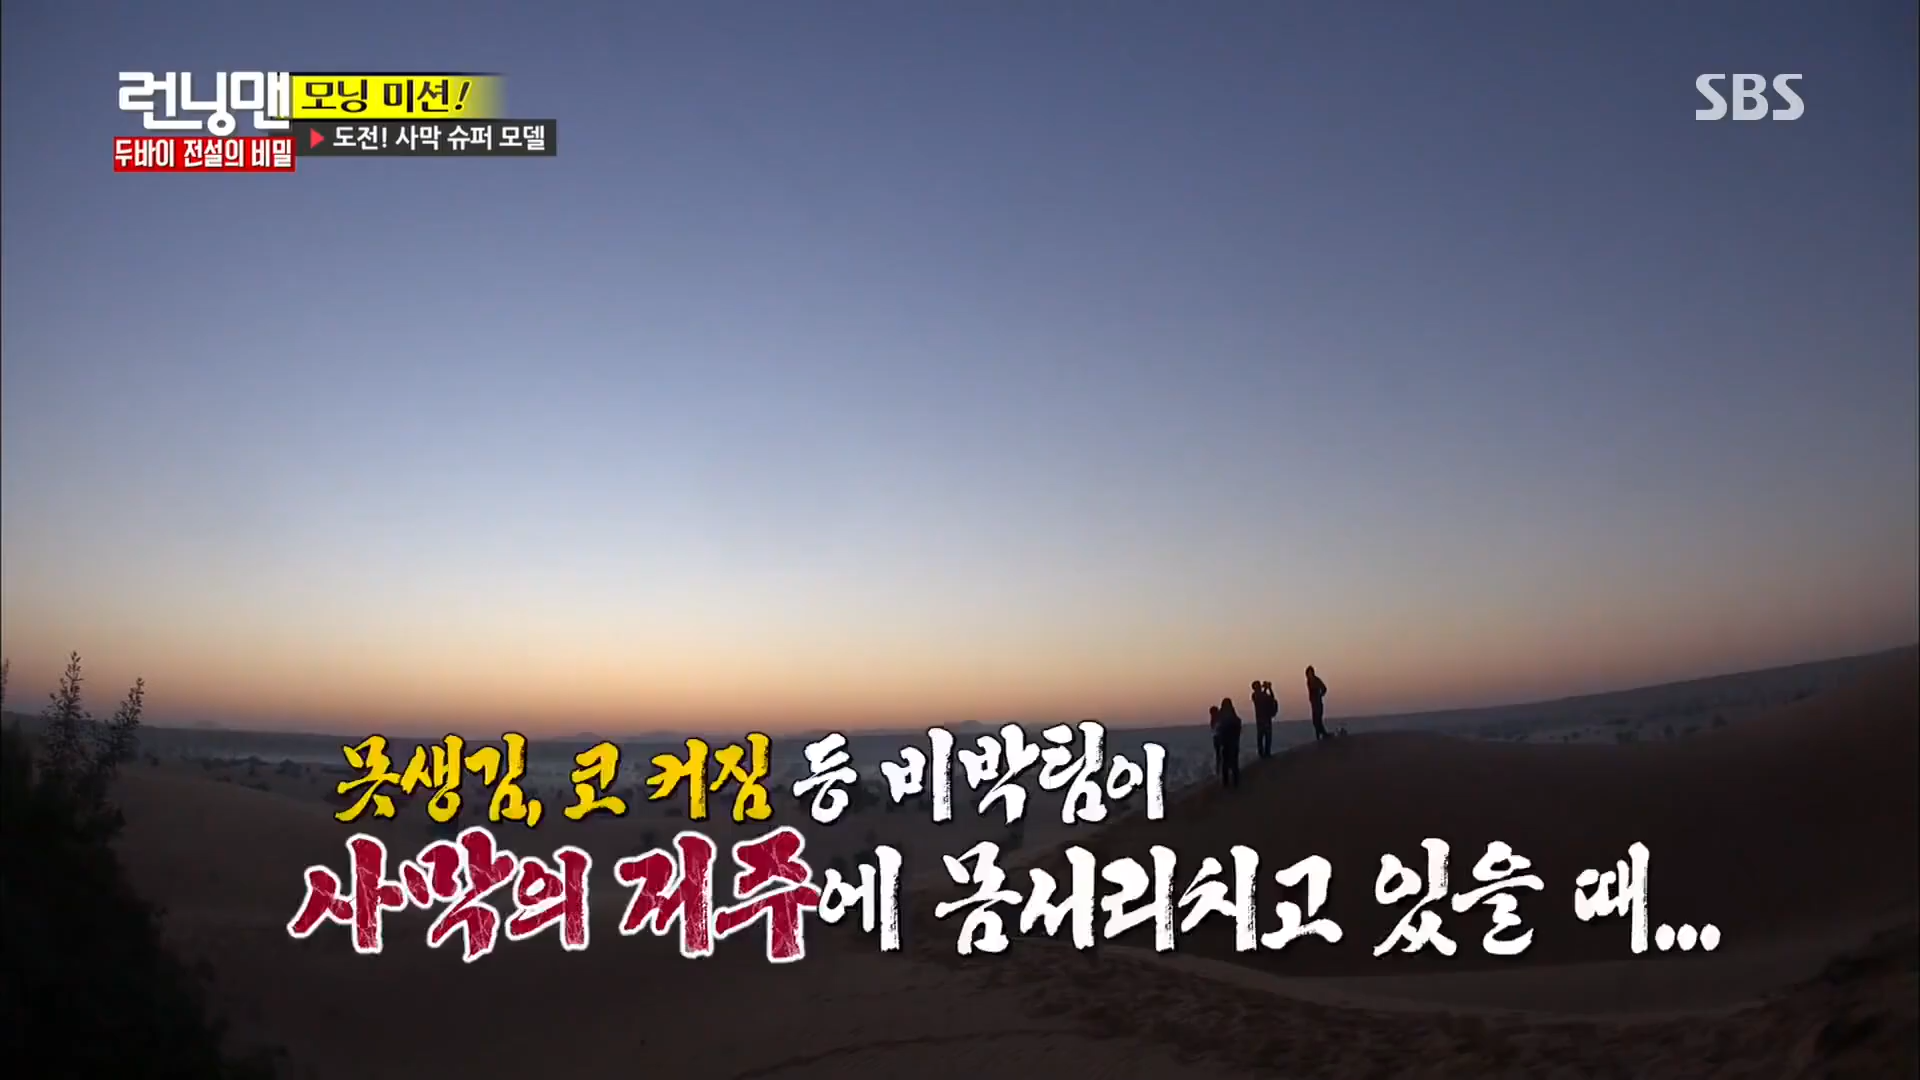 런닝맨 모닝 미션!
두바이 전설의 비밀 ▶ 도전! 사막 슈퍼 모델
SBS
못생김, 코 커짐 등 비박팀이
사막의 저주에 몸서리치고 있을 때...